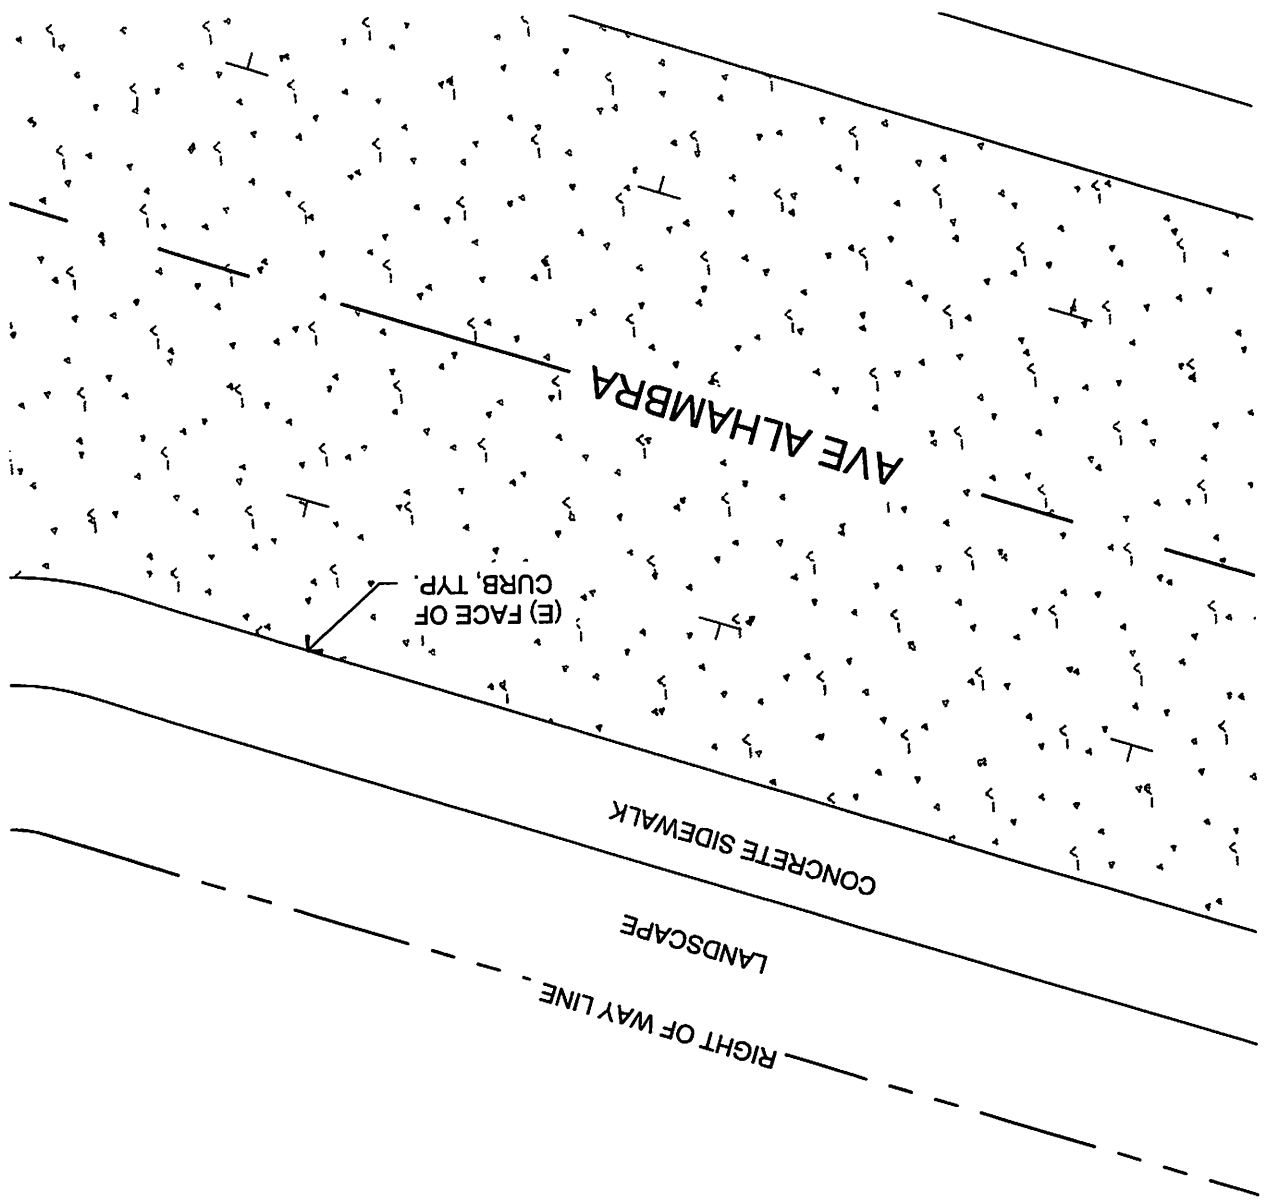 RIGHT OF WAY LINE
LANDSCAPE
CONCRETE SIDEWALK
(E) FACE OF
CURB, TYP.
AVE ALHAMBRA